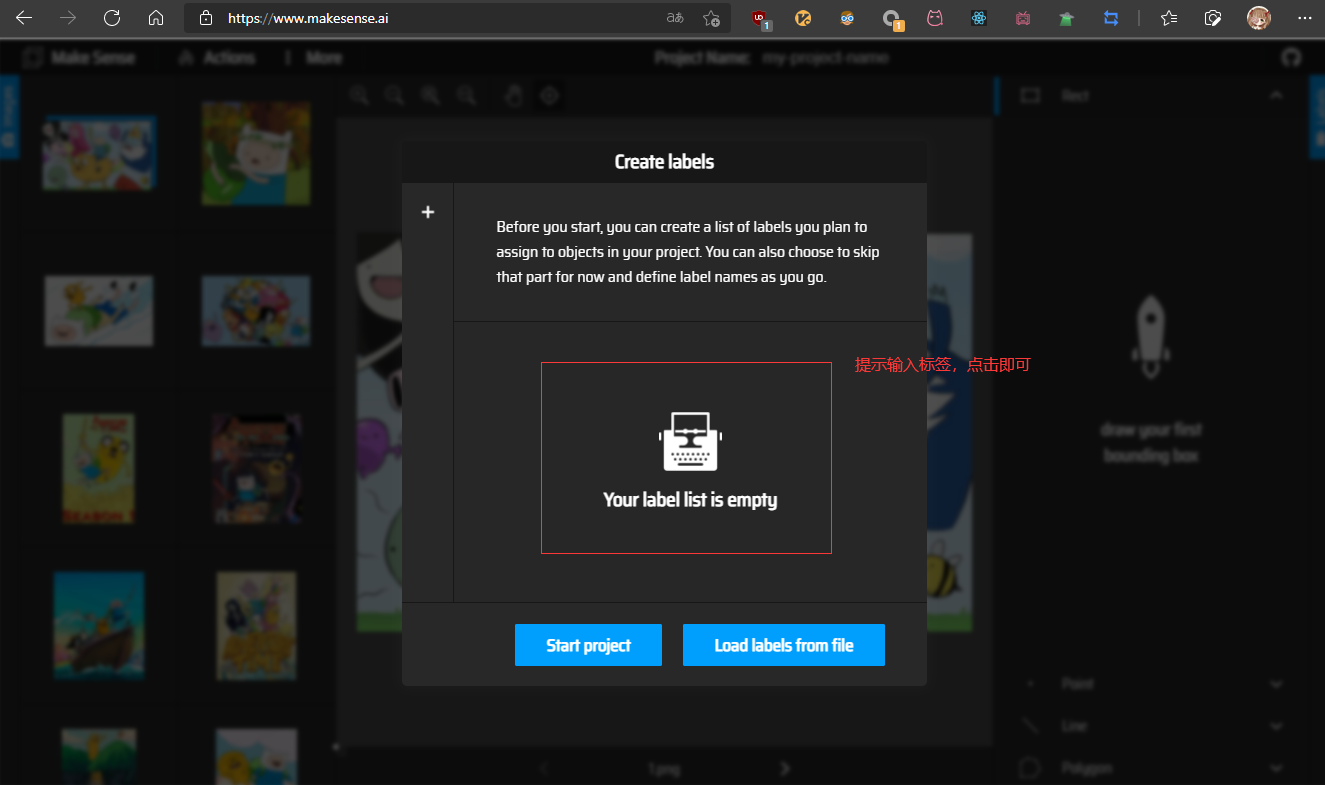 https://www.makesense.ai
あ
1
1
Make Sense
Actions
More
Project Name:
my-project-name
Rect
Create labels
Before you start, you can create a list of labels you plan to
assign to objects in your project. You can also choose to skip
that part for now and define label names as you go.
提示输入标签，点击即可
Your label list is empty
draw your first
bounding box
Start project
Load labels from file
Point
Line
Polygon
1.png